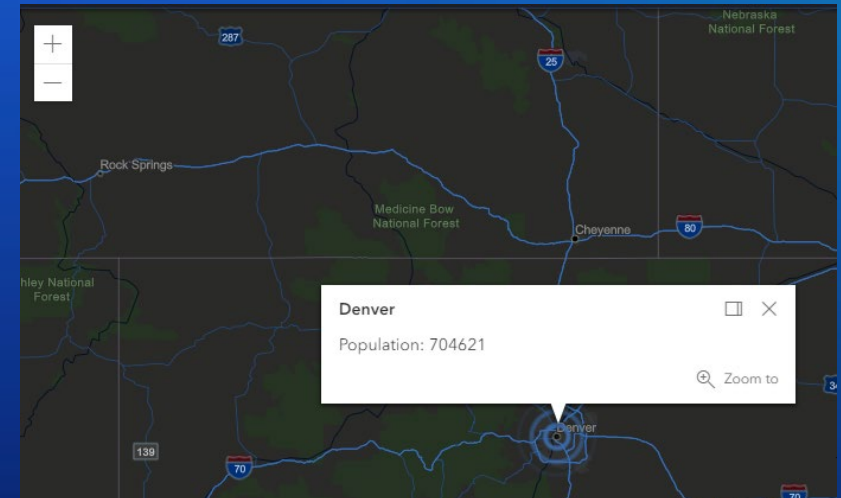 Nebraska
National Forest
287
25
Rock Springs
Medicine Bow
National Forest
Cheyenne
80
hley National
Forest
Denver
Population: 704621
Zoom to
34
Denver
139
70
70